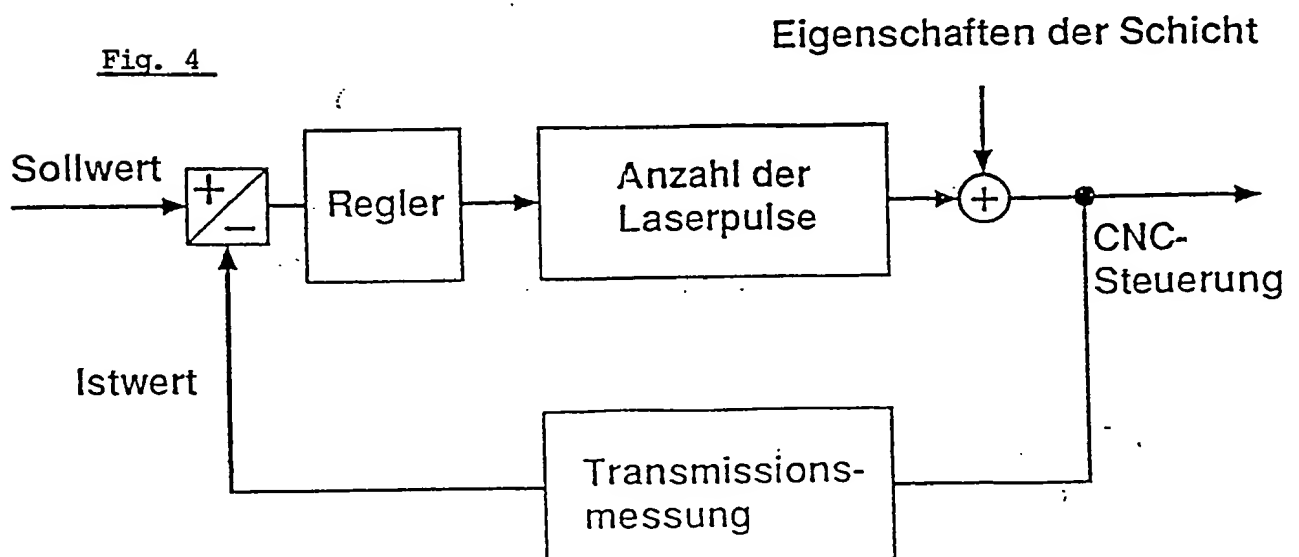 Fig. 4
Eigenschaften der Schicht
Sollwert
+
−
Regler
Anzahl der
Laserpulse
+
CNC-
Steuerung
Istwert
Transmissions-
messung